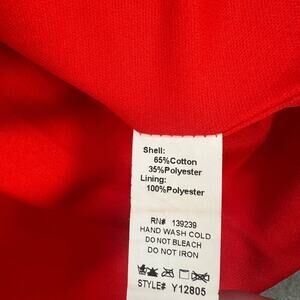 Shell:
65%Cotton
35%Polyester
Lining:
100%Polyester
RN# 139239
HAND WASH COLD
DO NOT BLEACH
DO NOT IRON
STYLE# Y12805